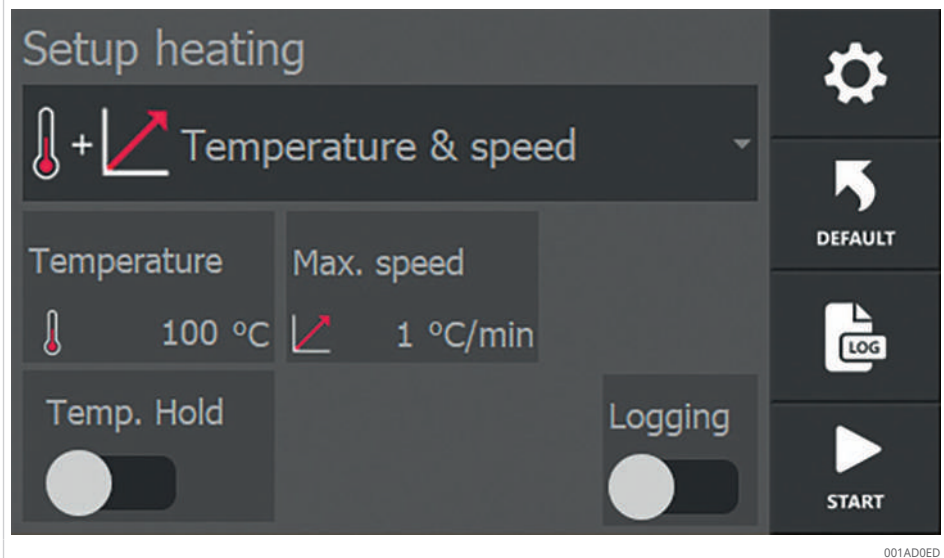 Setup heating
+ Temperature & speed
DEFAULT
Temperature
Max. speed
100 °C
1 °C/min
LOG
Temp. Hold
Logging
START
001AD0ED